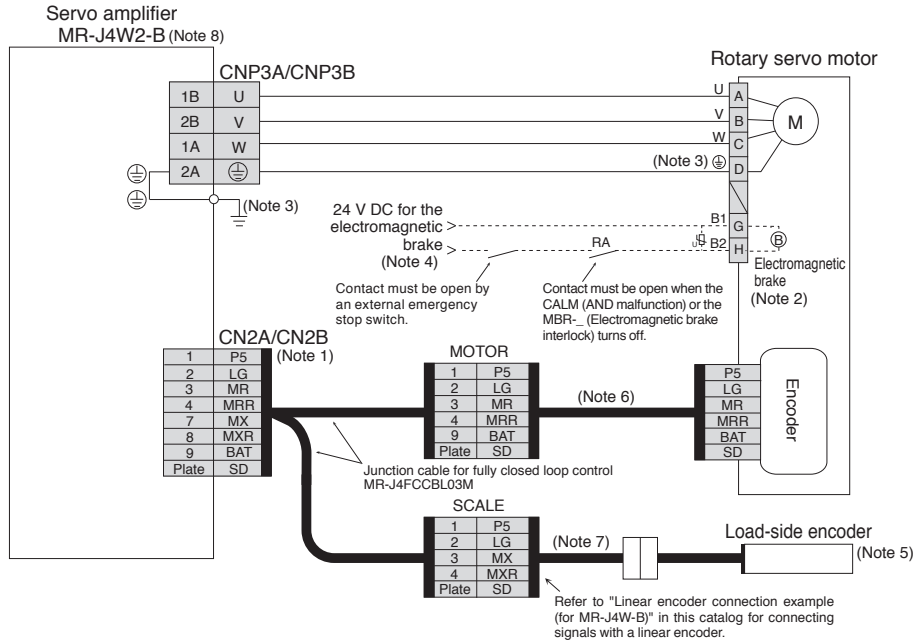 Servo amplifier
MR-J4W2-B (Note 8)
Rotary servo motor
CNP3A/CNP3B
1B U
2B V
1A W
2A
(Note 3)
U A
V B
W C
(Note 3) D
M
24 V DC for the
electromagnetic
brake
(Note 4)
B1 G
RA
B2 H
B
Electromagnetic
brake
(Note 2)
Contact must be open by
an external emergency
stop switch.
Contact must be open when the
CALM (AND malfunction) or the
MBR-_ (Electromagnetic brake
interlock) turns off.
CN2A/CN2B
(Note 1)
1 P5
2 LG
3 MR
4 MRR
7 MX
8 MXR
9 BAT
Plate SD
MOTOR
1 P5
2 LG
3 MR
4 MRR
9 BAT
Plate SD
(Note 6)
P5
LG
MR
MRR
BAT
SD
Encoder
Junction cable for fully closed loop control
MR-J4FCCBL03M
SCALE
1 P5
2 LG
3 MX
4 MXR
Plate SD
(Note 7)
Load-side encoder
(Note 5)
Refer to "Linear encoder connection example
(for MR-J4W-B)" in this catalog for connecting
signals with a linear encoder.